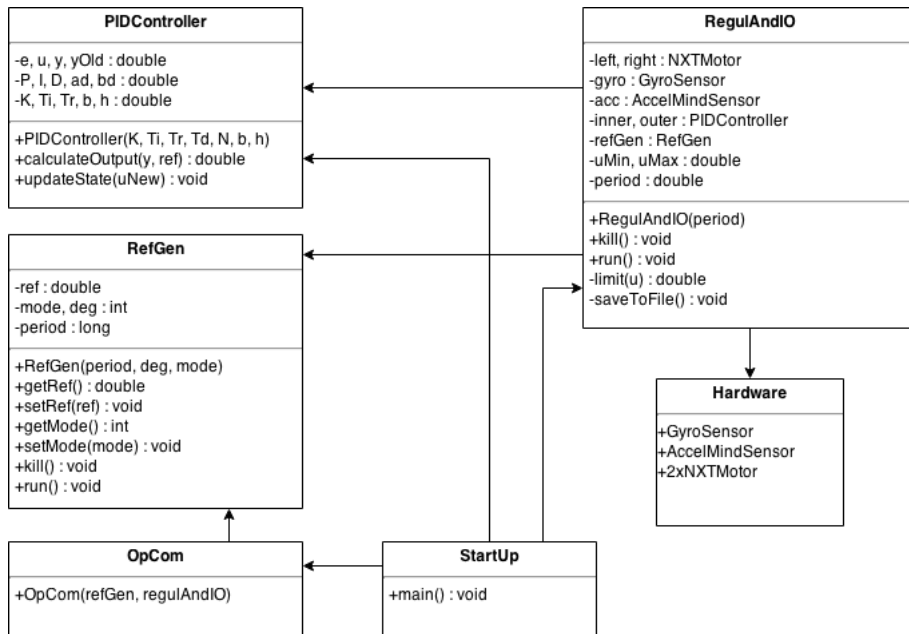 PIDController
-e, u, y, yOld : double
-P, I, D, ad, bd : double
-K, Ti, Tr, b, h : double
+PIDController(K, Ti, Tr, Td, N, b, h)
+calculateOutput(y, ref) : double
+updateState(uNew) : void
RegulAndIO
-left, right : NXTMotor
-gyro : GyroSensor
-acc : AccelMindSensor
-inner, outer : PIDController
-refGen : RefGen
-uMin, uMax : double
-period : double
+RegulAndIO(period)
+kill() : void
+run() : void
-limit(u) : double
-saveToFile() : void
RefGen
-ref : double
-mode, deg : int
-period : long
+RefGen(period, deg, mode)
+getRef() : double
+setRef(ref) : void
+getMode() : int
+setMode(mode) : void
+kill() : void
+run() : void
Hardware
+GyroSensor
+AccelMindSensor
+2xNXTMotor
OpCom
+OpCom(refGen, regulAndIO)
StartUp
+main() : void